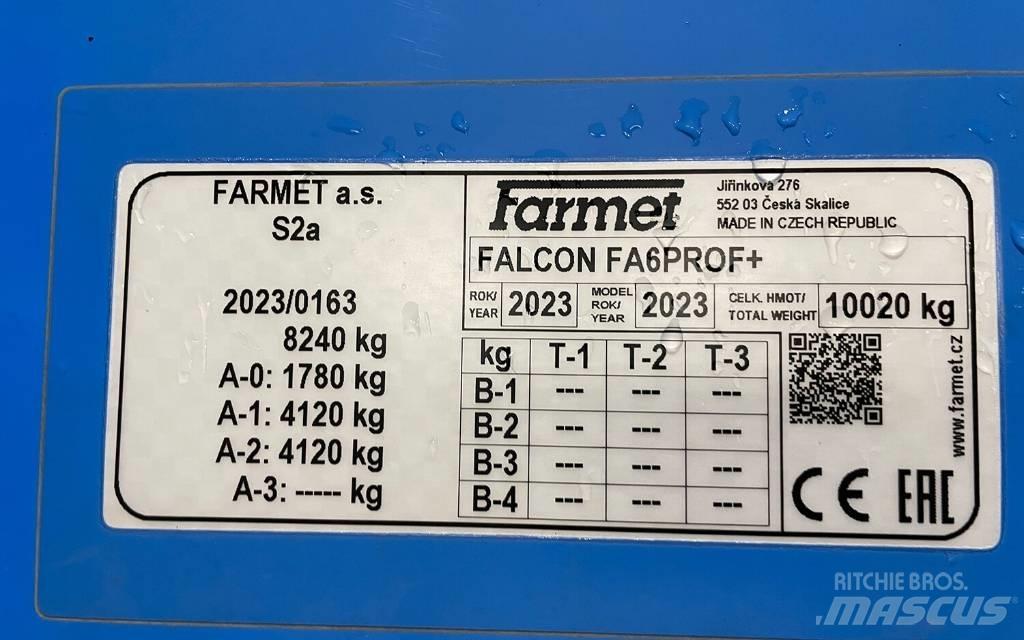 FARMET a.s.
S2a
2023/0163
8240 kg
A-0: 1780 kg
A-1: 4120 kg
A-2: 4120 kg
A-3: ----- kg
Farmet
Jiřinkova 276
552 03 Česká Skalice
MADE IN CZECH REPUBLIC
FALCON FA6PROF+
ROK/ YEAR 2023 MODEL ROK/ YEAR 2023 CELK. HMOT/ TOTAL WEIGHT 10020 kg
kg T-1 T-2 T-3
B-1 --- --- ---
B-2 --- --- ---
B-3 --- --- ---
B-4 --- --- ---
www.farmet.cz
CE EAC
RITCHIE BROS.
MASCUS